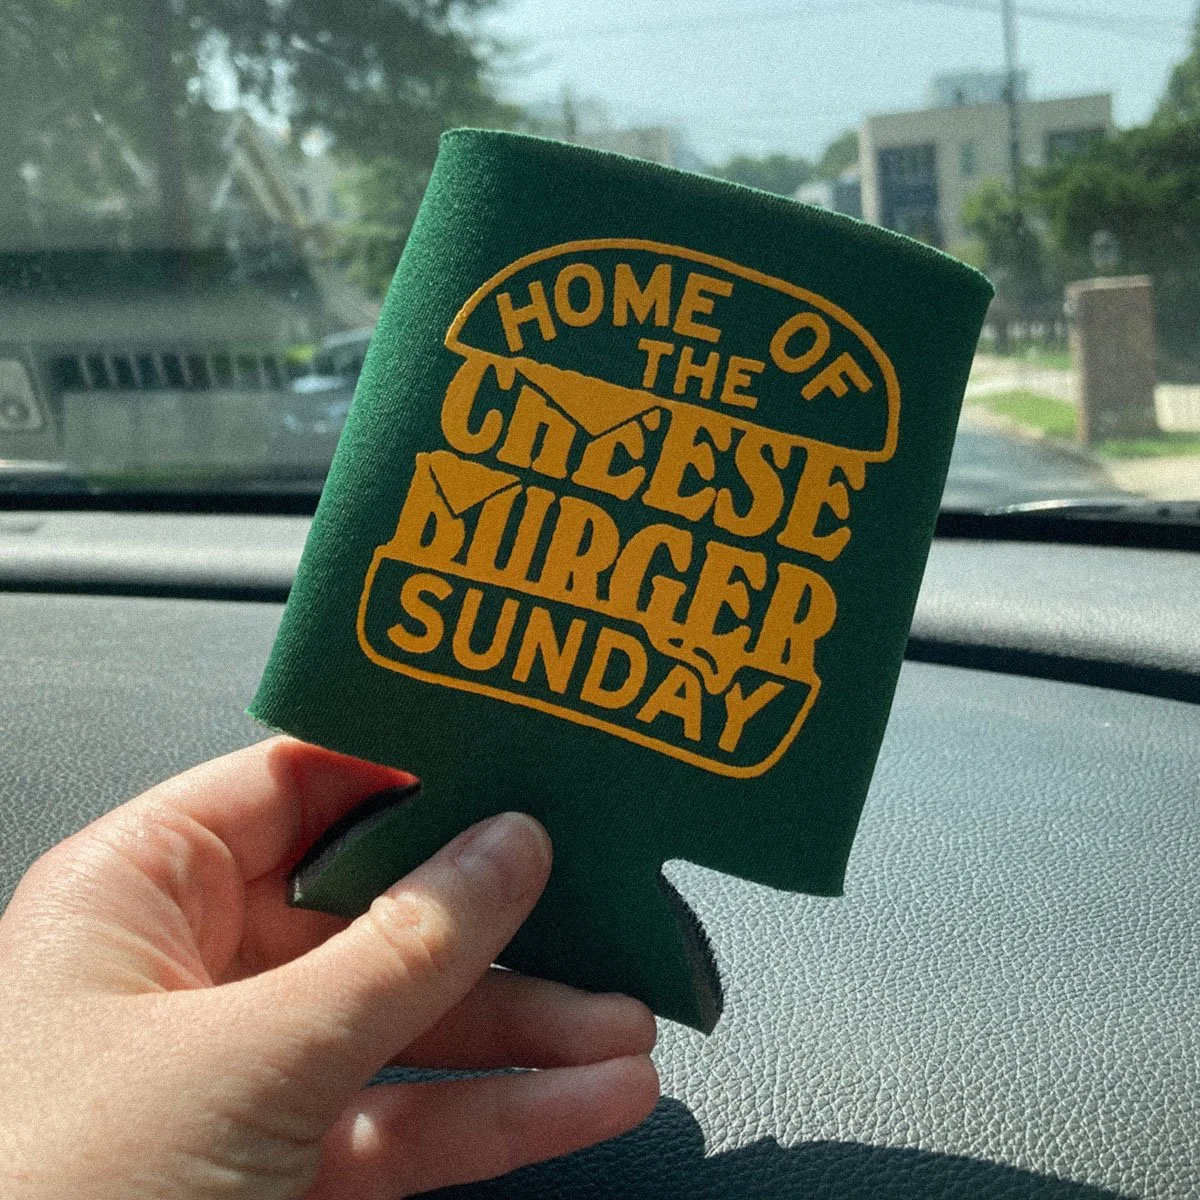 HOME OF
THE
CHEESE
BURGER
SUNDAY